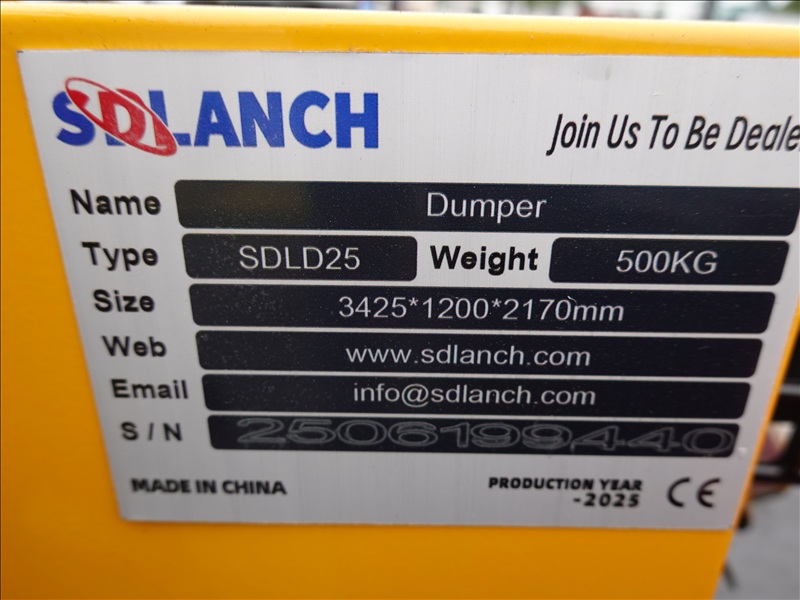 SDLANCH
Join Us To Be Deale
Name Dumper
Type SDLD25 Weight 500KG
Size 3425*1200*2170mm
Web www.sdlanch.com
Email info@sdlanch.com
S/N 2506199440
MADE IN CHINA
PRODUCTION YEAR
-2025
CE